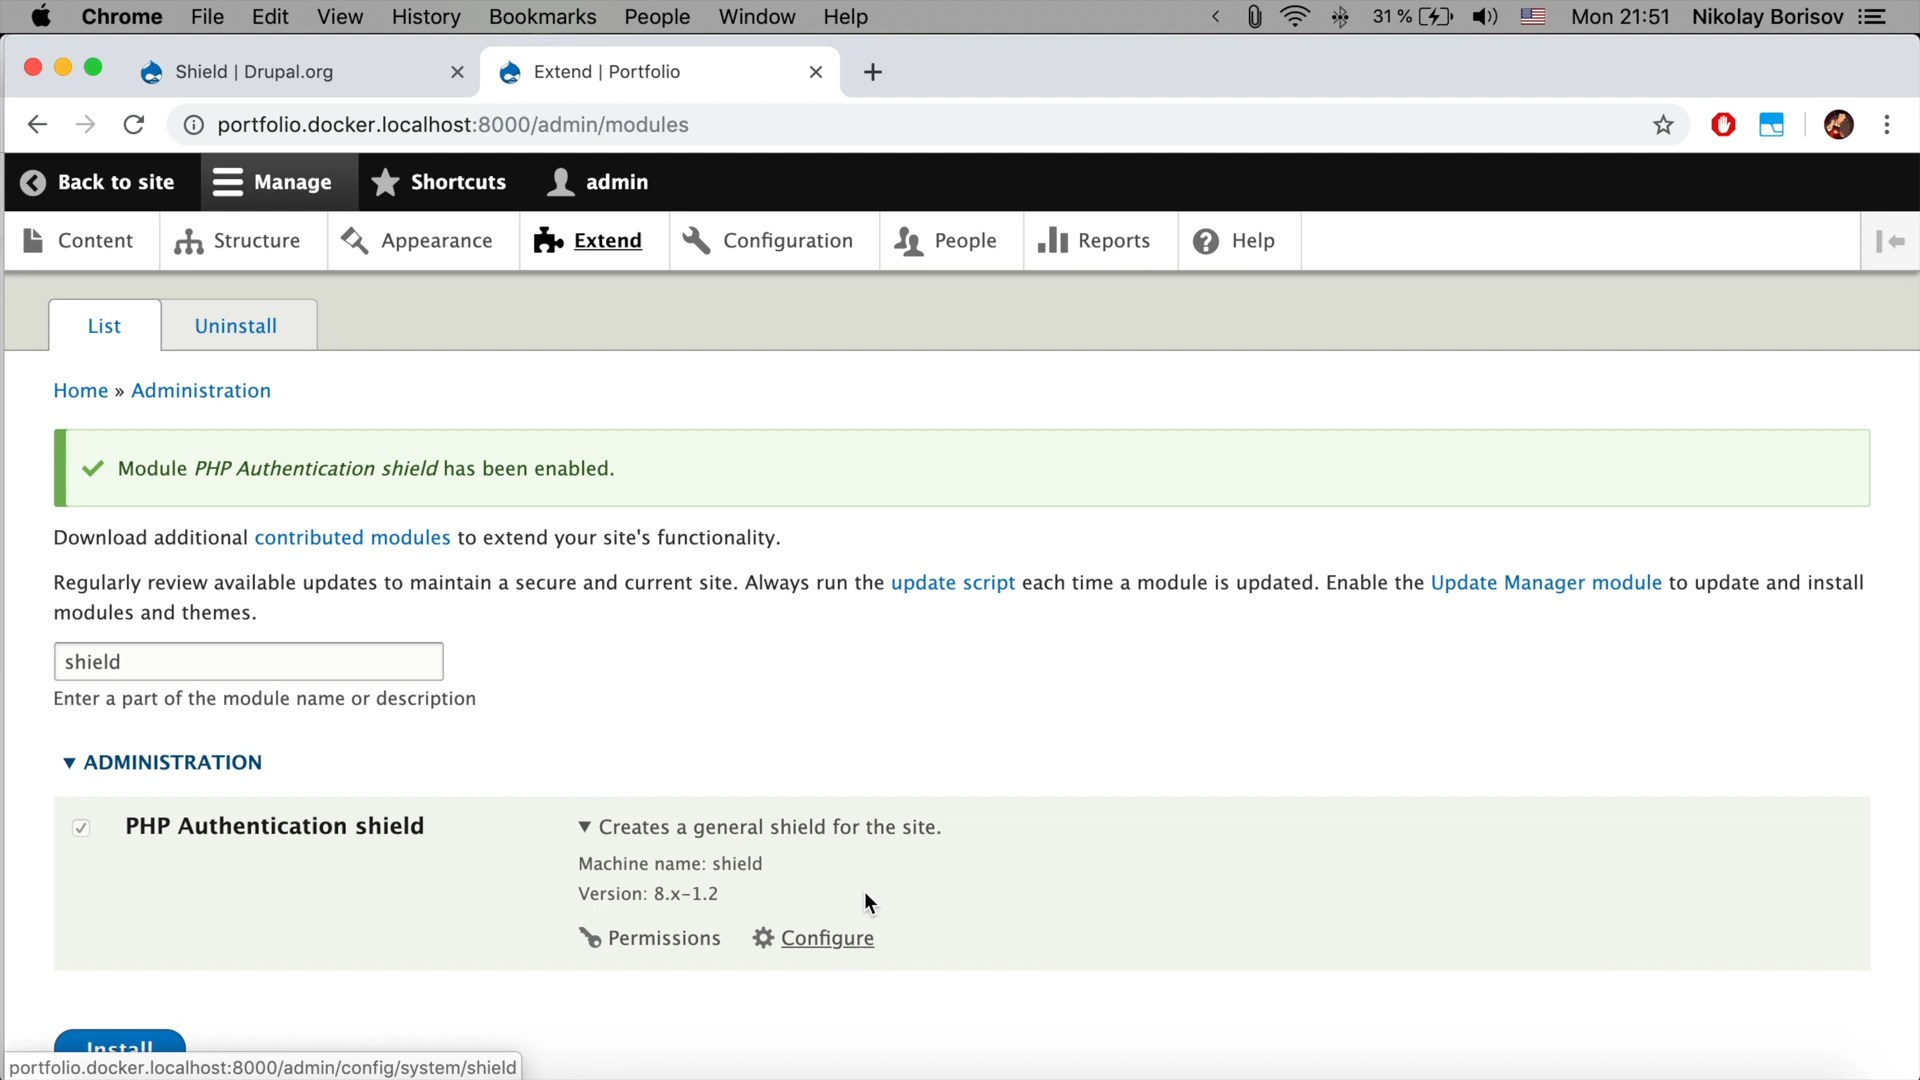 Chrome File Edit View History Bookmarks People Window Help 31 % Mon 21:51 Nikolay Borisov
Shield | Drupal.org Extend | Portfolio
portfolio.docker.localhost:8000/admin/modules
Back to site Manage Shortcuts admin
Content Structure Appearance Extend Configuration People Reports Help
List Uninstall
Home » Administration
Module PHP Authentication shield has been enabled.
Download additional contributed modules to extend your site's functionality.
Regularly review available updates to maintain a secure and current site. Always run the update script each time a module is updated. Enable the Update Manager module to update and install
modules and themes.
shield
Enter a part of the module name or description
▼ ADMINISTRATION
PHP Authentication shield ▼ Creates a general shield for the site.
Machine name: shield
Version: 8.x-1.2
Permissions Configure
Install
portfolio.docker.localhost:8000/admin/config/system/shield